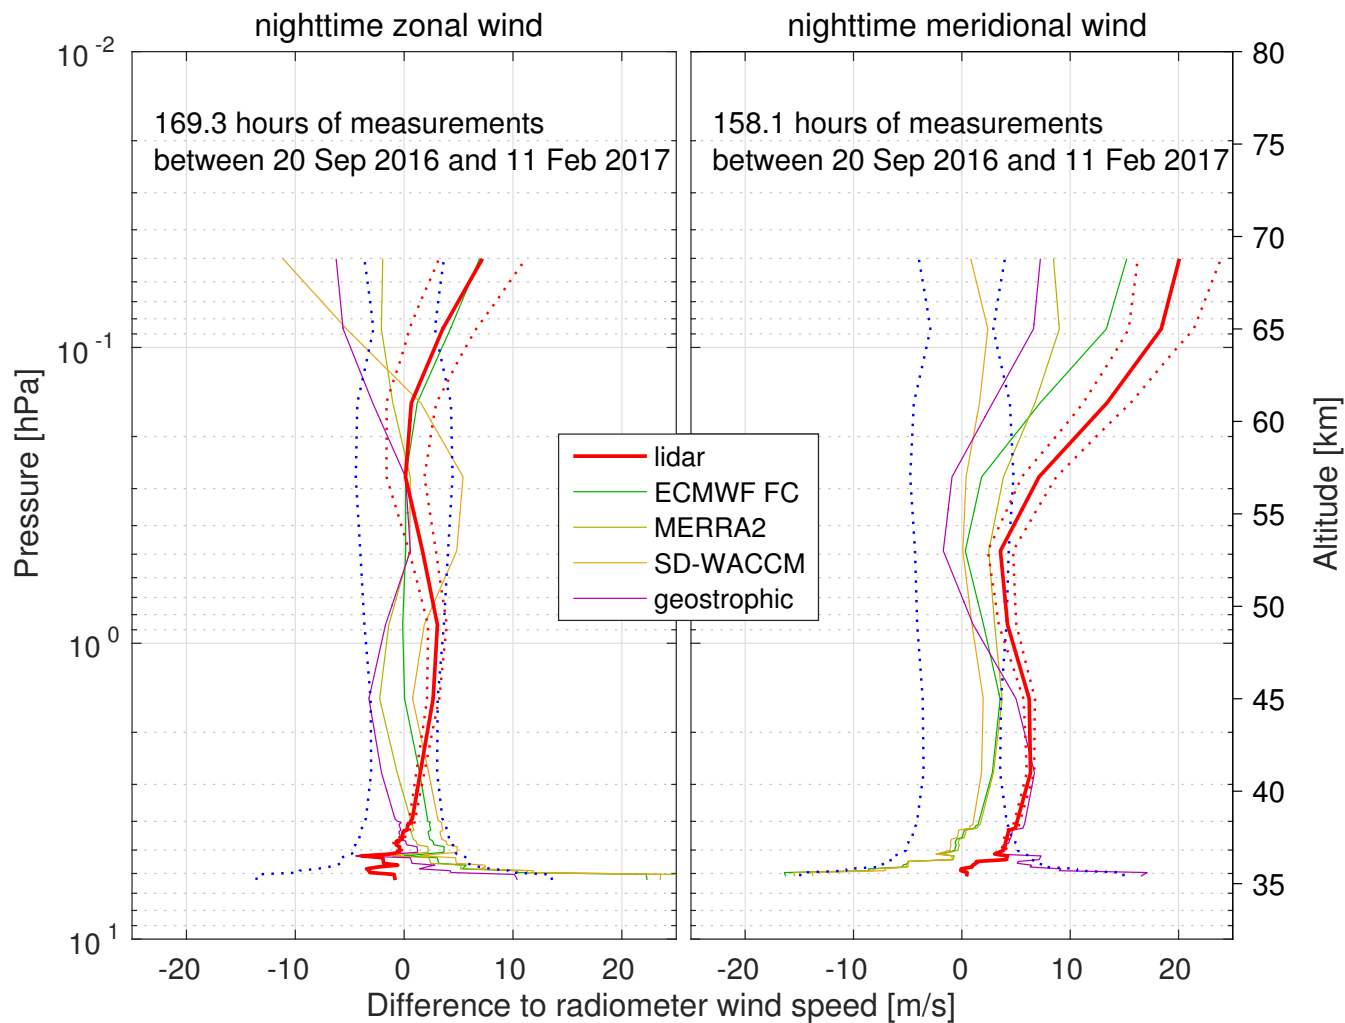 nighttime zonal wind
nighttime meridional wind
169.3 hours of measurements
between 20 Sep 2016 and 11 Feb 2017
158.1 hours of measurements
between 20 Sep 2016 and 11 Feb 2017
Pressure [hPa]
10^-2
10^-1
10^0
10^1
lidar
ECMWF FC
MERRA2
SD-WACCM
geostrophic
80
75
70
65
60
55
50
45
40
35
Altitude [km]
-20 -10 0 10 20
-20 -10 0 10 20
Difference to radiometer wind speed [m/s]